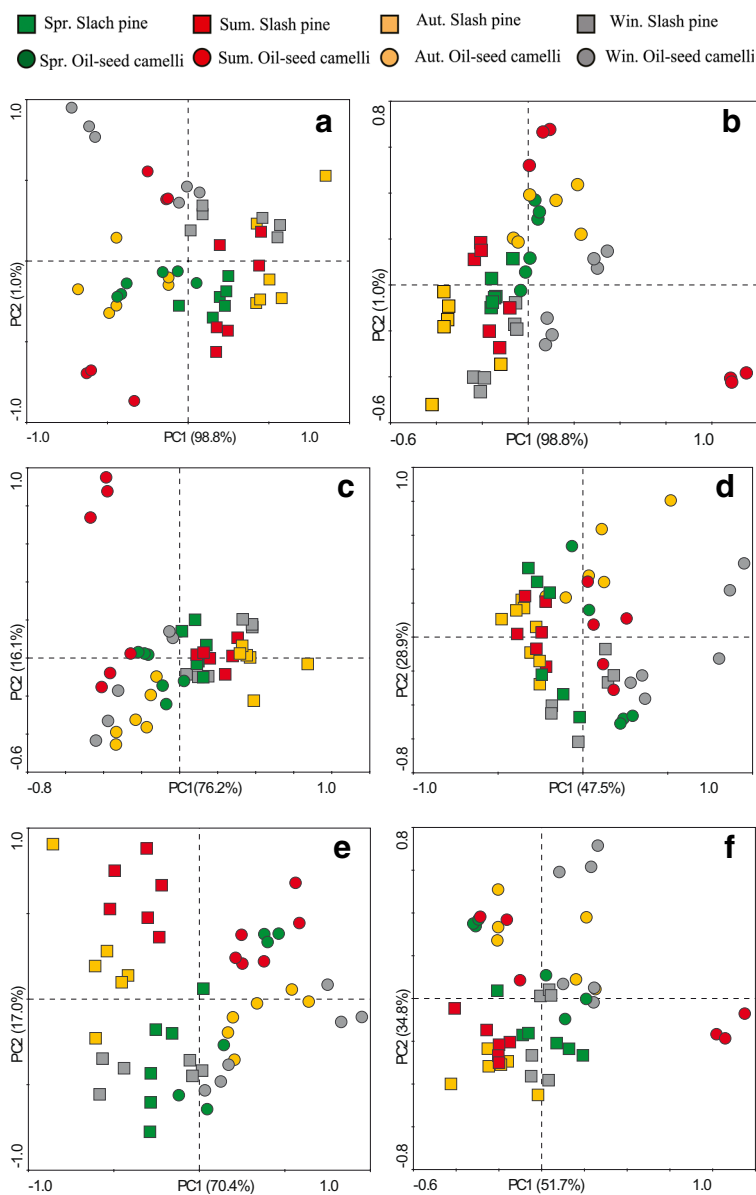 Spr. Slach pine Sum. Slash pine Aut. Slash pine Win. Slash pine
Spr. Oil-seed camelli Sum. Oil-seed camelli Aut. Oil-seed camelli Win. Oil-seed camelli
a
1.0
PC2 (1.0%)
-1.0
-1.0 PC1 (98.8%) 1.0
b
0.8
PC2 (1.0%)
-0.6
-0.6 PC1 (98.8%) 1.0
c
1.0
PC2 (16.1%)
-0.6
-0.8 PC1(76.2%) 1.0
d
1.0
PC2 (28.9%)
-0.8
-1.0 PC1 (47.5%) 1.0
e
1.0
PC2 (17.0%)
-1.0
-1.0 PC1 (70.4%) 1.0
f
0.8
PC2 (34.8%)
-0.8
-0.6 PC1 (51.7%) 1.0